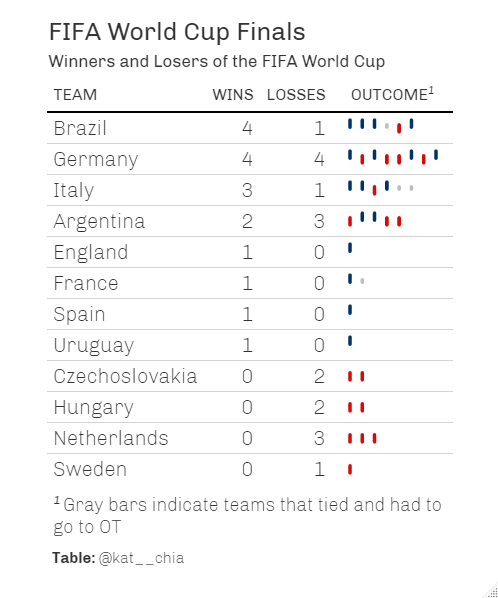 FIFA World Cup Finals
Winners and Losers of the FIFA World Cup
TEAM WINS LOSSES OUTCOME1
Brazil 4 1
Germany 4 4
Italy 3 1
Argentina 2 3
England 1 0
France 1 0
Spain 1 0
Uruguay 1 0
Czechoslovakia 0 2
Hungary 0 2
Netherlands 0 3
Sweden 0 1
1 Gray bars indicate teams that tied and had to
go to OT
Table: @kat__chia